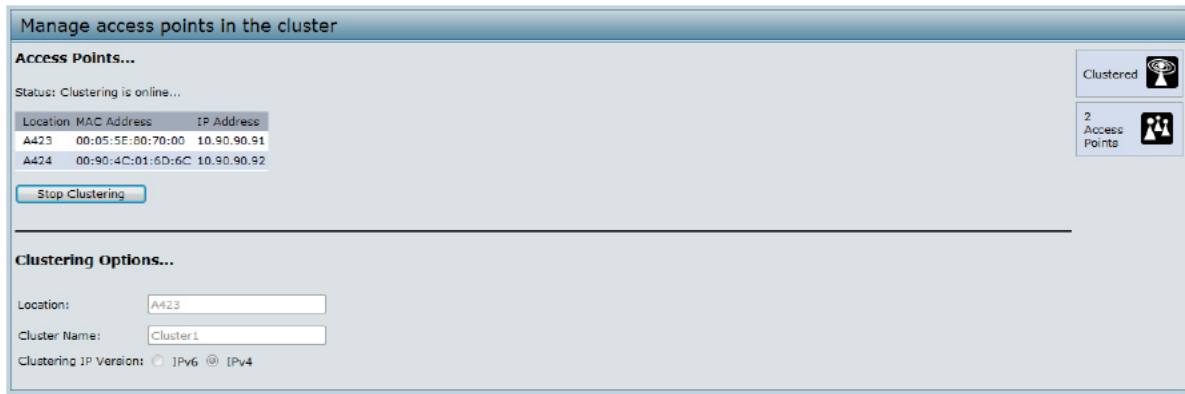 Manage access points in the cluster
Access Points...
Clustered
Status: Clustering is online...
2
Access
Points
Location MAC Address IP Address
A423 00:05:5E:80:70:00 10.90.90.91
A424 00:90:4C:01:6D:6C 10.90.90.92
Stop Clustering
Clustering Options...
Location: A423
Cluster Name: Cluster1
Clustering IP Version: IPv6 IPv4